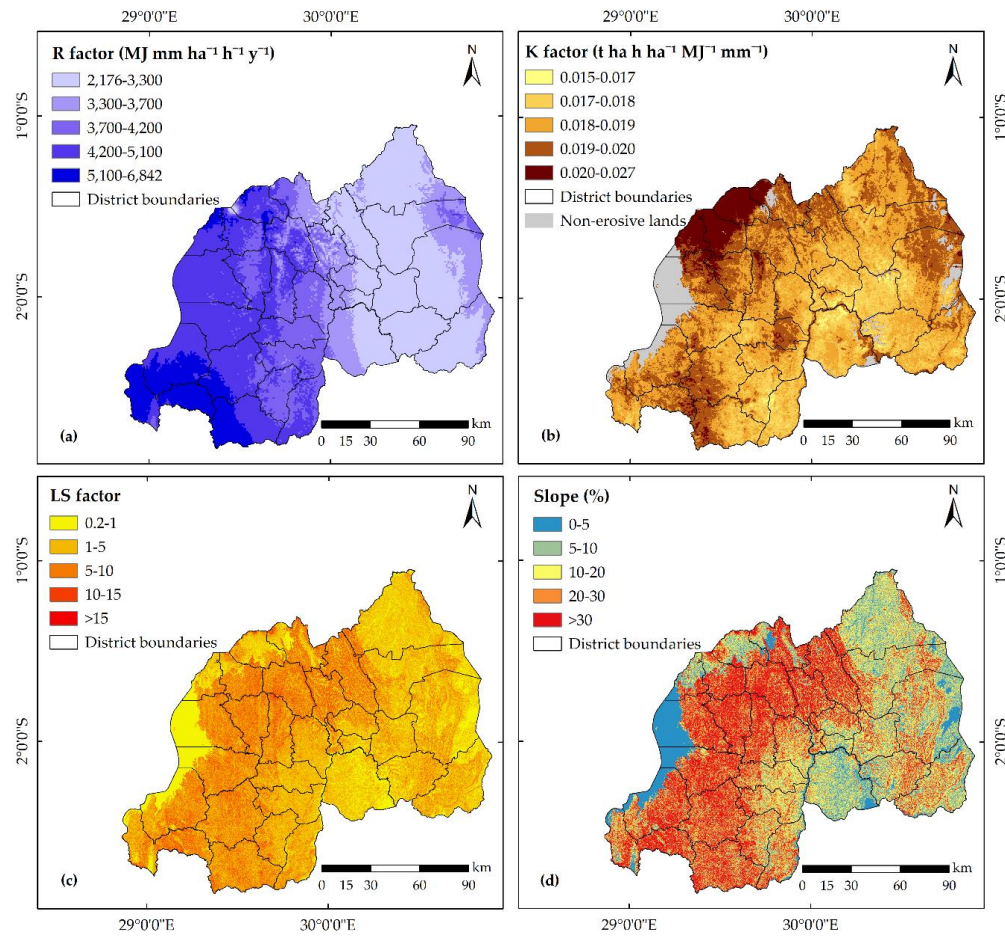 29°0'0"E 30°0'0"E 29°0'0"E 30°0'0"E
R factor (MJ mm ha⁻¹ h⁻¹ y⁻¹)
2,176-3,300
3,300-3,700
3,700-4,200
4,200-5,100
5,100-6,842
District boundaries
N
1°0'0"S
2°0'0"S
km
0 15 30 60 90
(a)
K factor (t ha h ha⁻¹ MJ⁻¹ mm⁻¹)
0.015-0.017
0.017-0.018
0.018-0.019
0.019-0.020
0.020-0.027
District boundaries
Non-erosive lands
N
1°0'0"S
2°0'0"S
km
0 15 30 60 90
(b)
LS factor
0.2-1
1-5
5-10
10-15
>15
District boundaries
N
1°0'0"S
2°0'0"S
km
0 15 30 60 90
(c)
Slope (%)
0-5
5-10
10-20
20-30
>30
District boundaries
N
1°0'0"S
2°0'0"S
km
0 15 30 60 90
(d)
29°0'0"E 30°0'0"E 29°0'0"E 30°0'0"E